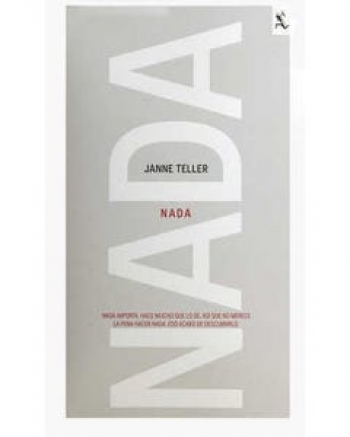 NADA
JANNE TELLER
NADA
NADA IMPORTA. HACE MUCHO QUE LO SÉ. ASÍ QUE NO MERECE
LA PENA HACER NADA. ESO ACABO DE DESCUBRIRLO.